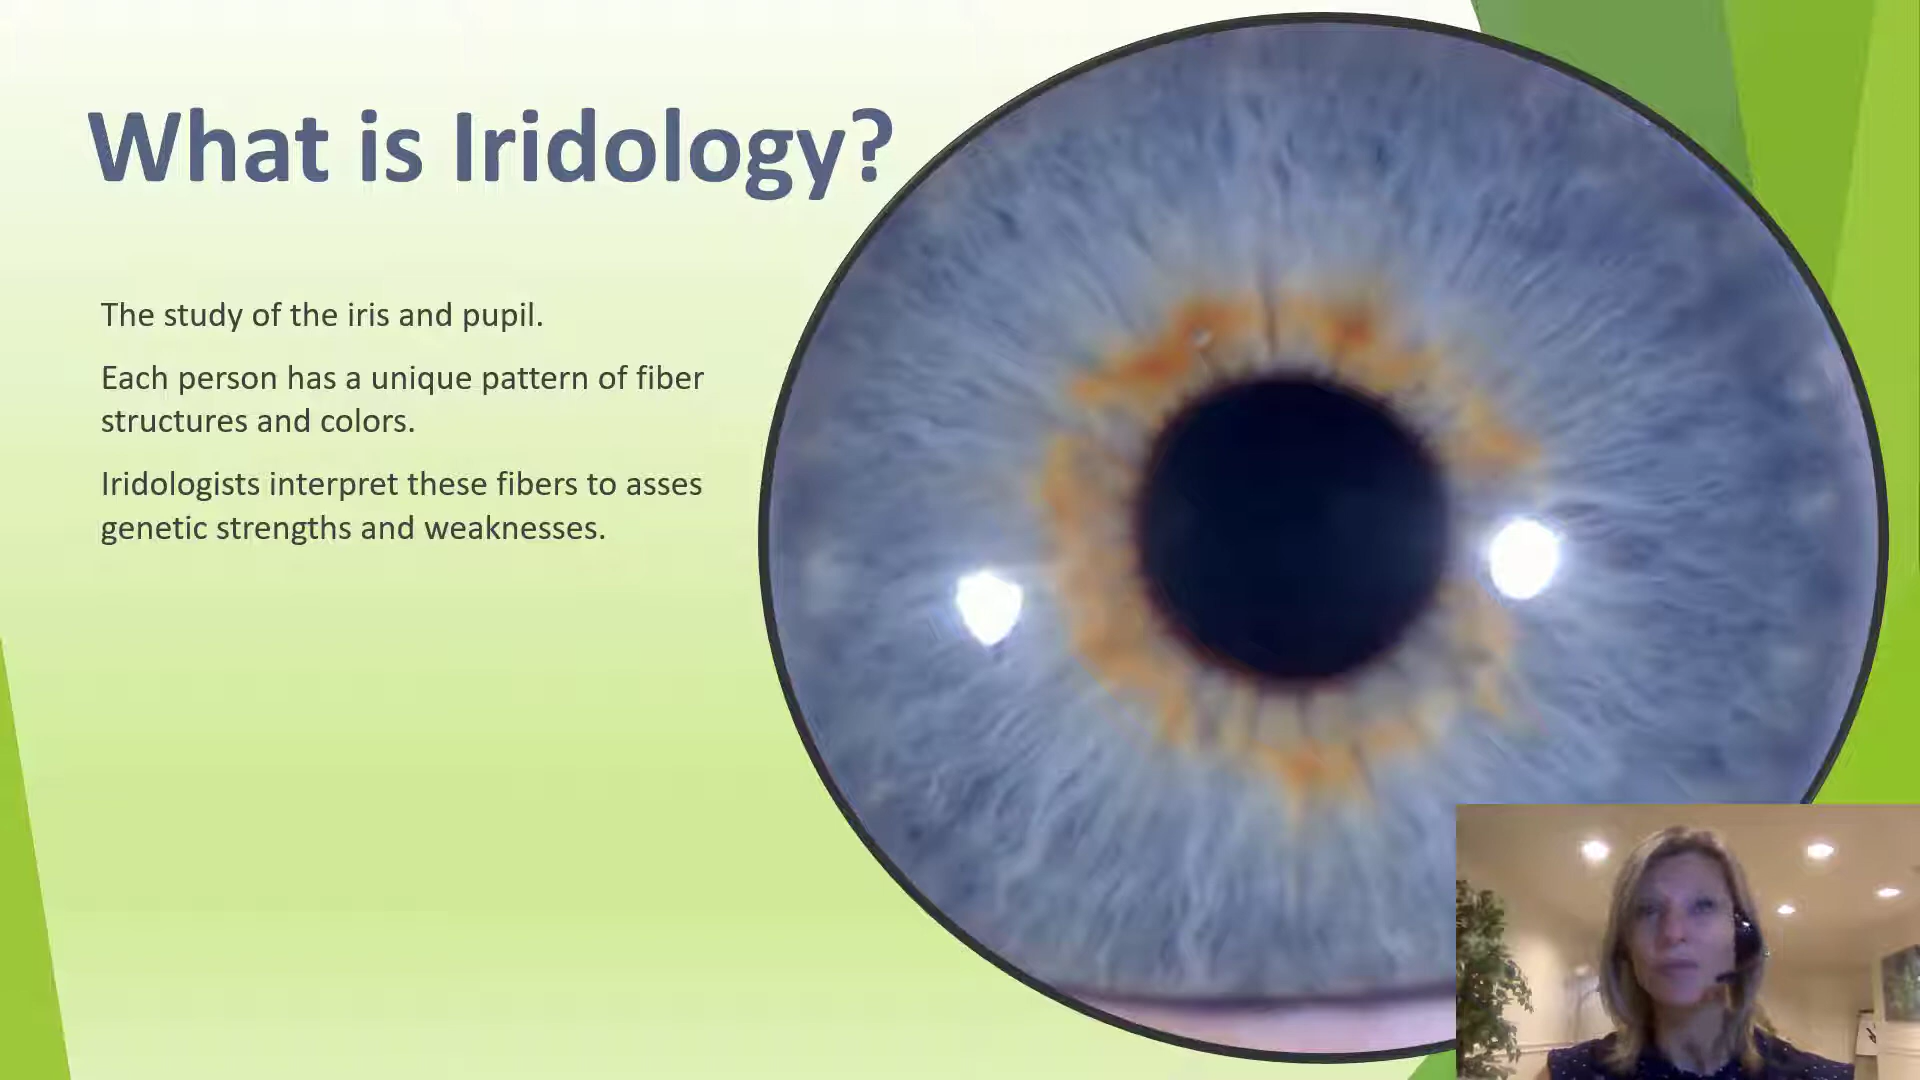 What is Iridology?
The study of the iris and pupil.
Each person has a unique pattern of fiber
structures and colors.
Iridologists interpret these fibers to asses
genetic strengths and weaknesses.